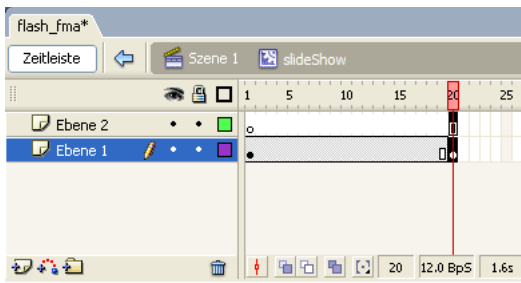 flash_fma*
Zeitleiste Szene 1 slideShow
1 5 10 15 20 25
Ebene 2
Ebene 1
20 12.0 BpS 1.6s